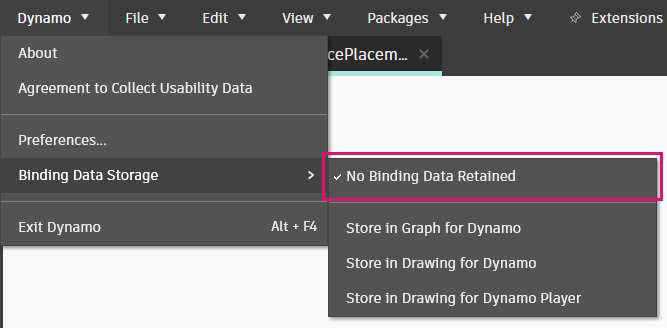 Dynamo File Edit View Packages Help Extensions
cePlacem...
About
Agreement to Collect Usability Data
Preferences...
Binding Data Storage
No Binding Data Retained
Exit Dynamo Alt + F4
Store in Graph for Dynamo
Store in Drawing for Dynamo
Store in Drawing for Dynamo Player